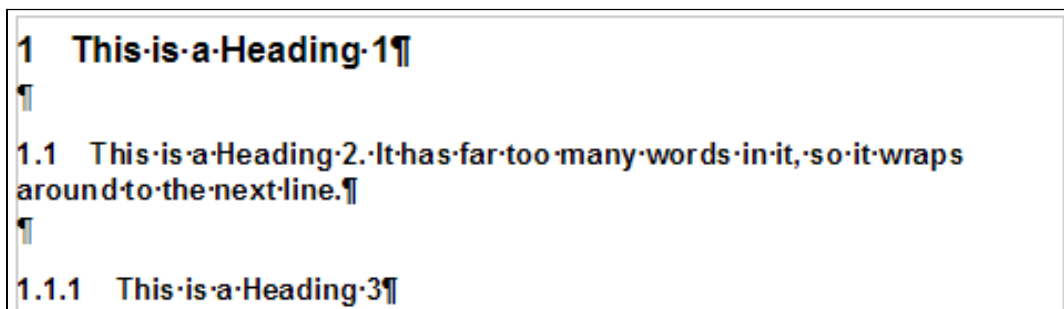 1 This·is·a·Heading·1¶
¶
1.1 This·is·a·Heading·2.·It·has·far·too·many·words·in·it,·so·it·wraps
around·to·the·next·line.¶
¶
1.1.1 This·is·a·Heading·3¶